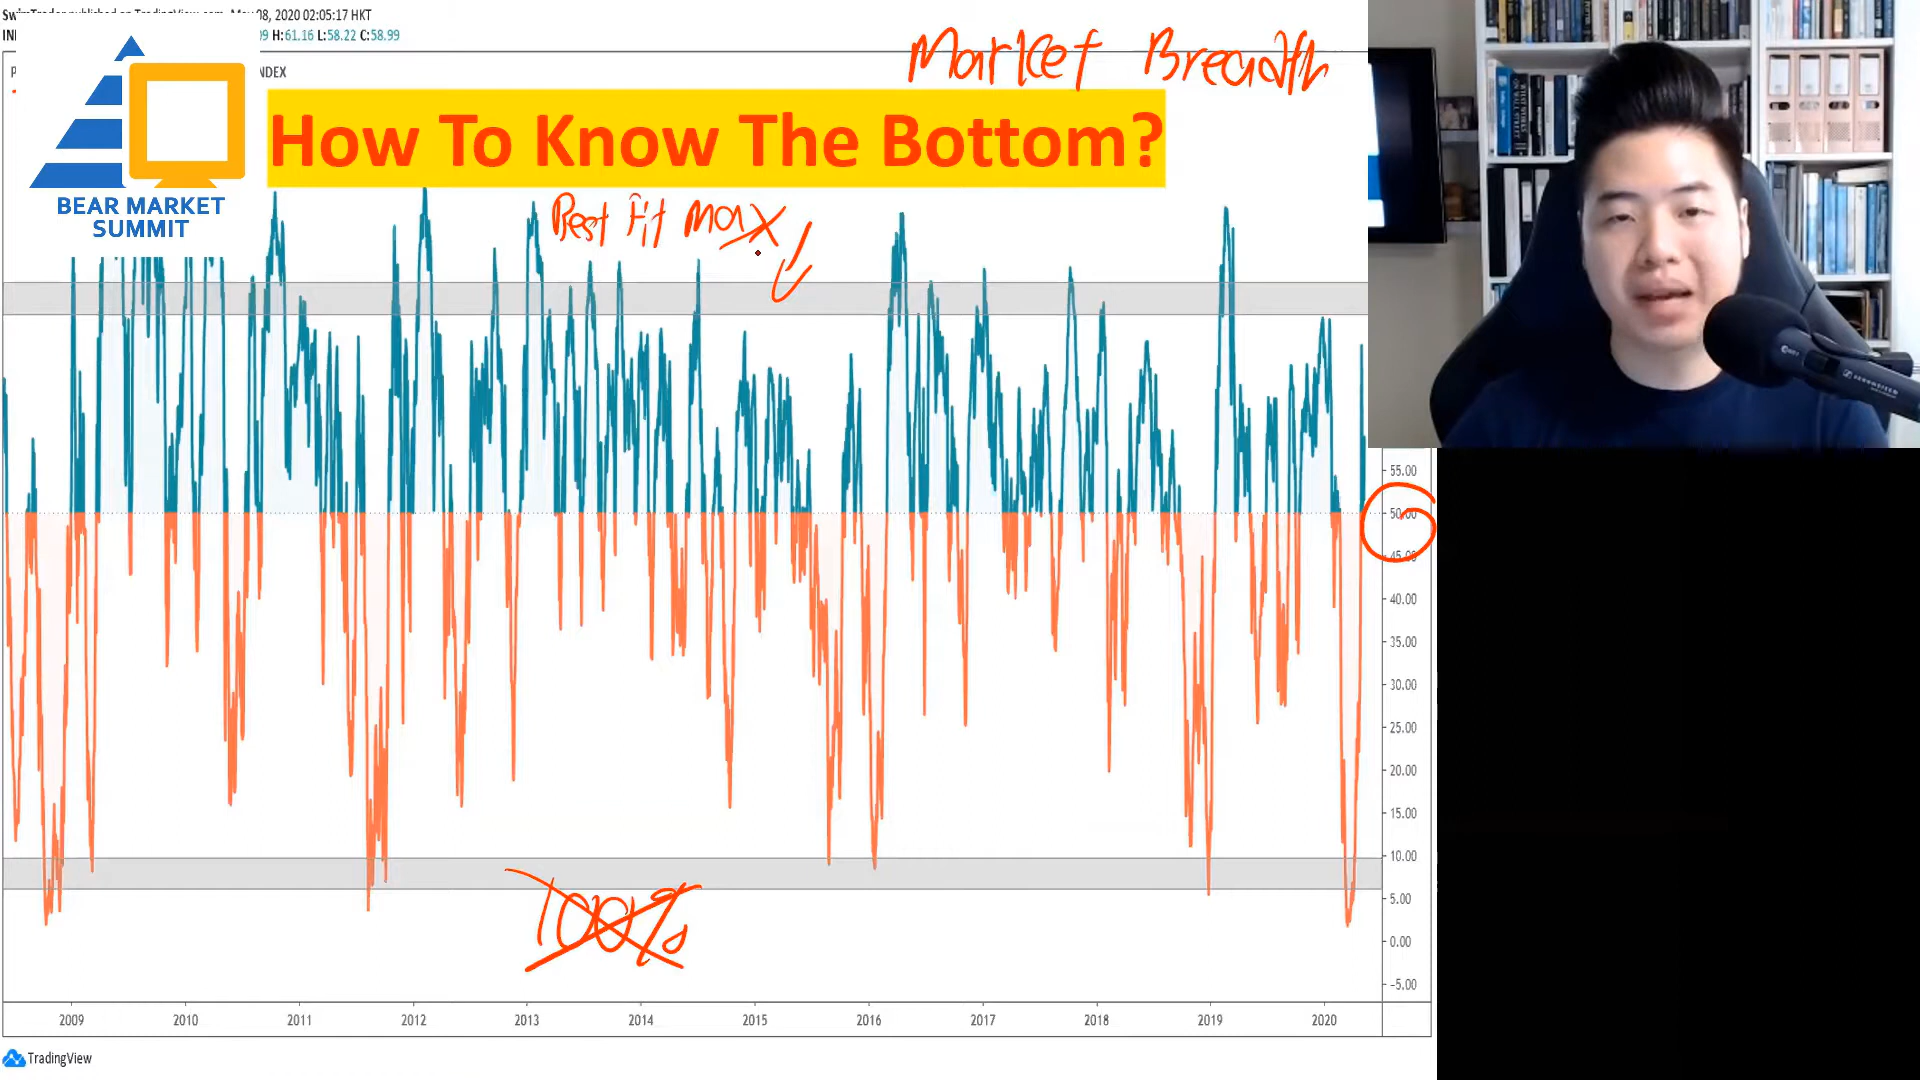 May 08, 2020 02:05:17 HKT
H:61.16 L:58.22 C:58.99
Market Breadth
NDEX
How To Know The Bottom?
BEAR MARKET
SUMMIT
Best Fit Max
55.00
50.00
45.00
40.00
35.00
30.00
25.00
20.00
15.00
10.00
5.00
0.00
-5.00
100%
2009 2010 2011 2012 2013 2014 2015 2016 2017 2018 2019 2020
TradingView